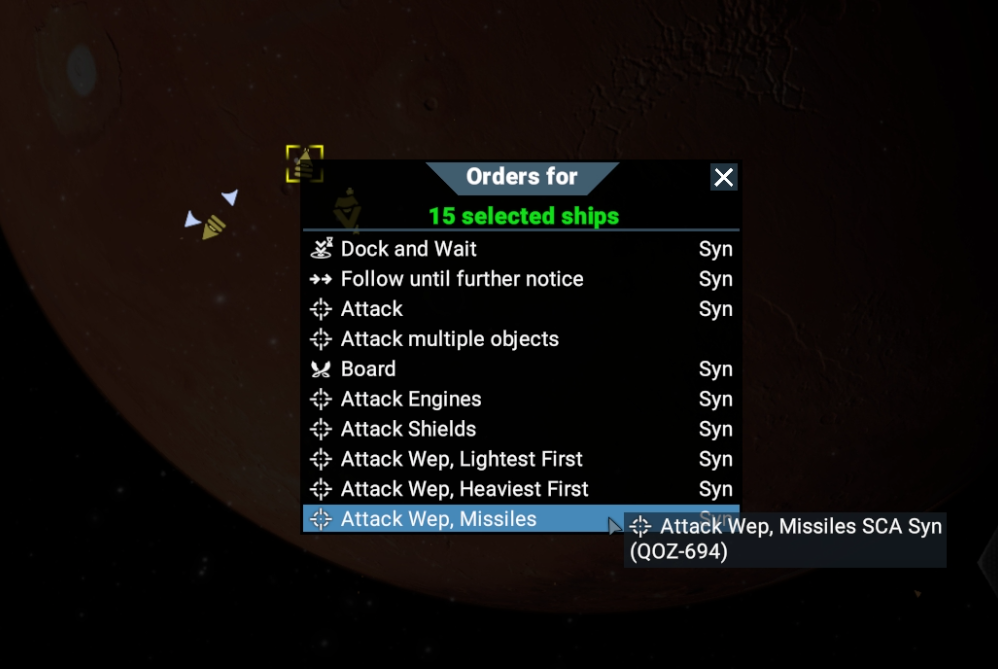 Orders for
15 selected ships
Dock and Wait Syn
Follow until further notice Syn
Attack Syn
Attack multiple objects
Board Syn
Attack Engines Syn
Attack Shields Syn
Attack Wep, Lightest First Syn
Attack Wep, Heaviest First Syn
Attack Wep, Missiles Syn
Attack Wep, Missiles SCA Syn
(QOZ-694)